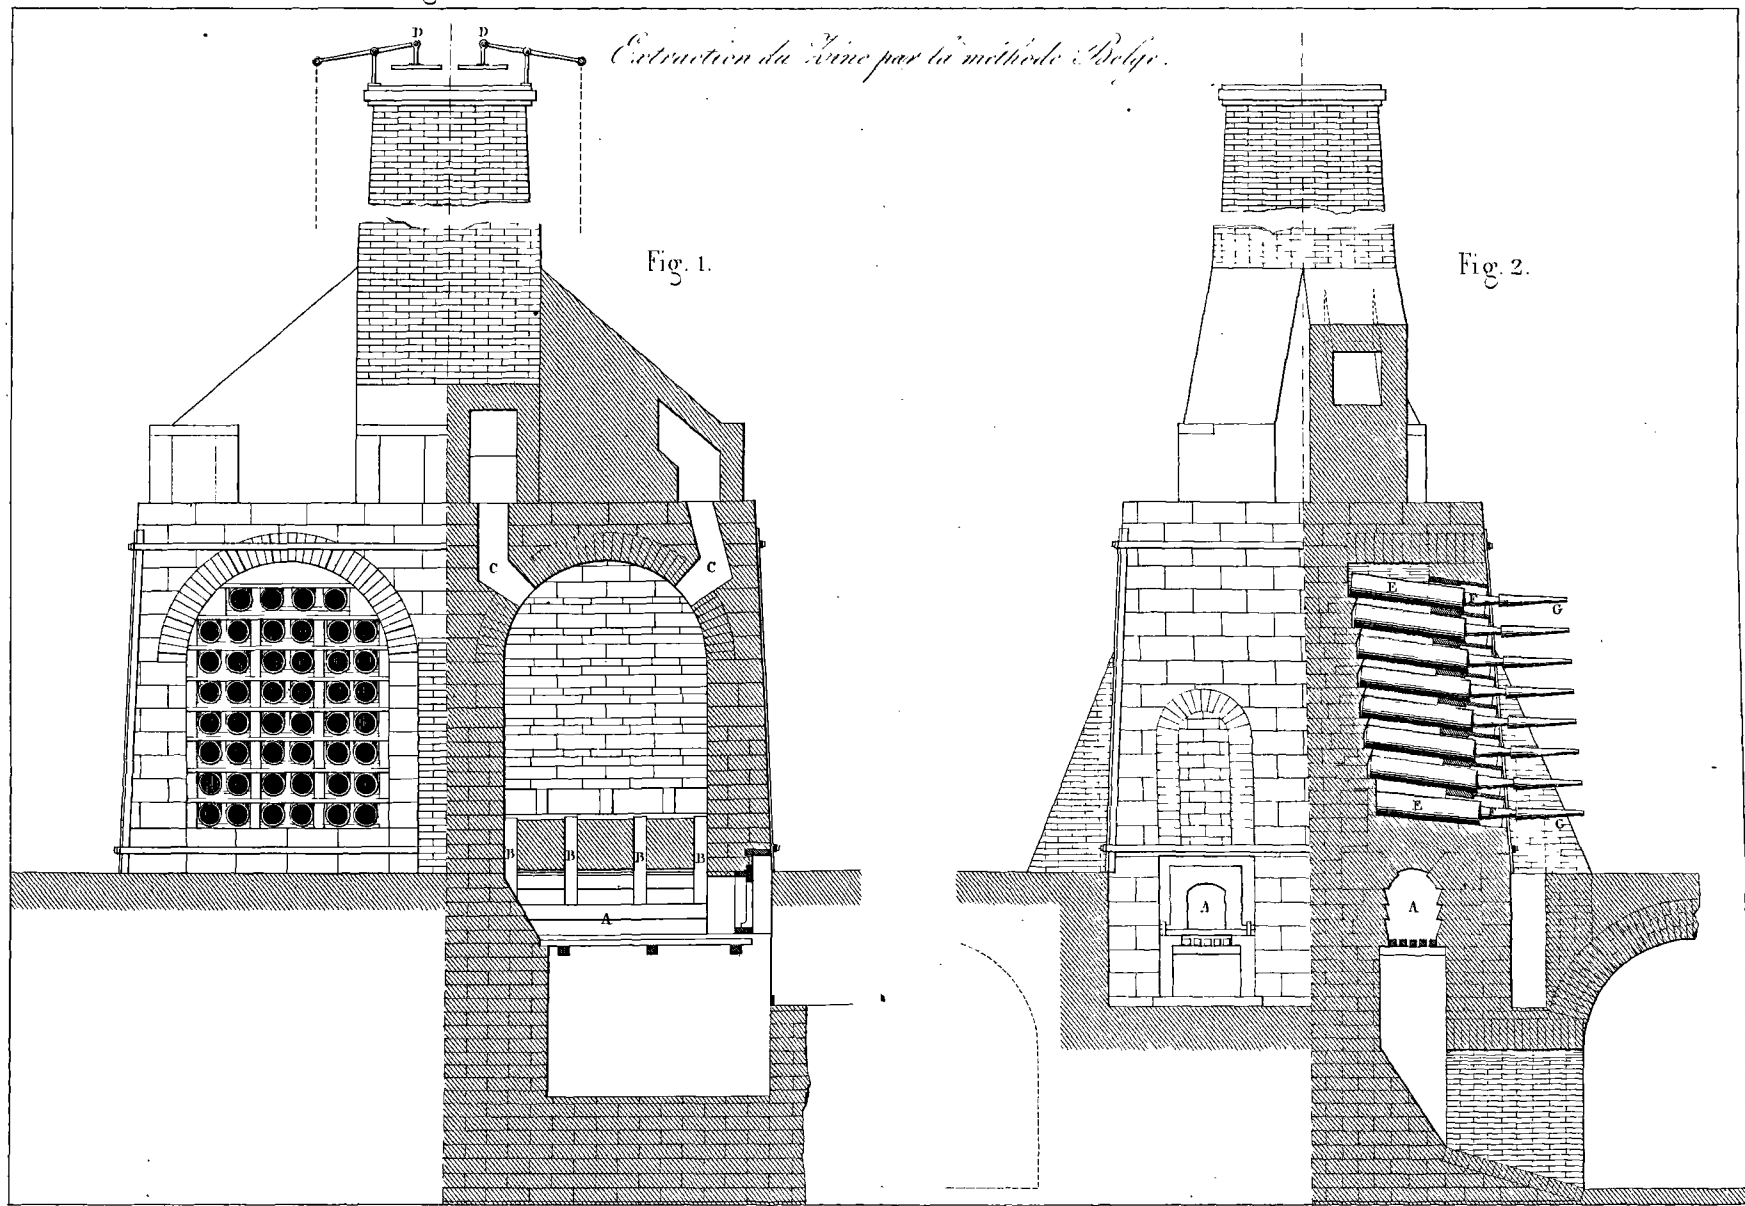 Extraction du Zinc par la méthode Belge.
D D
Fig. 1.
Fig. 2.
C C
E F G
B B B B
E G
A A A